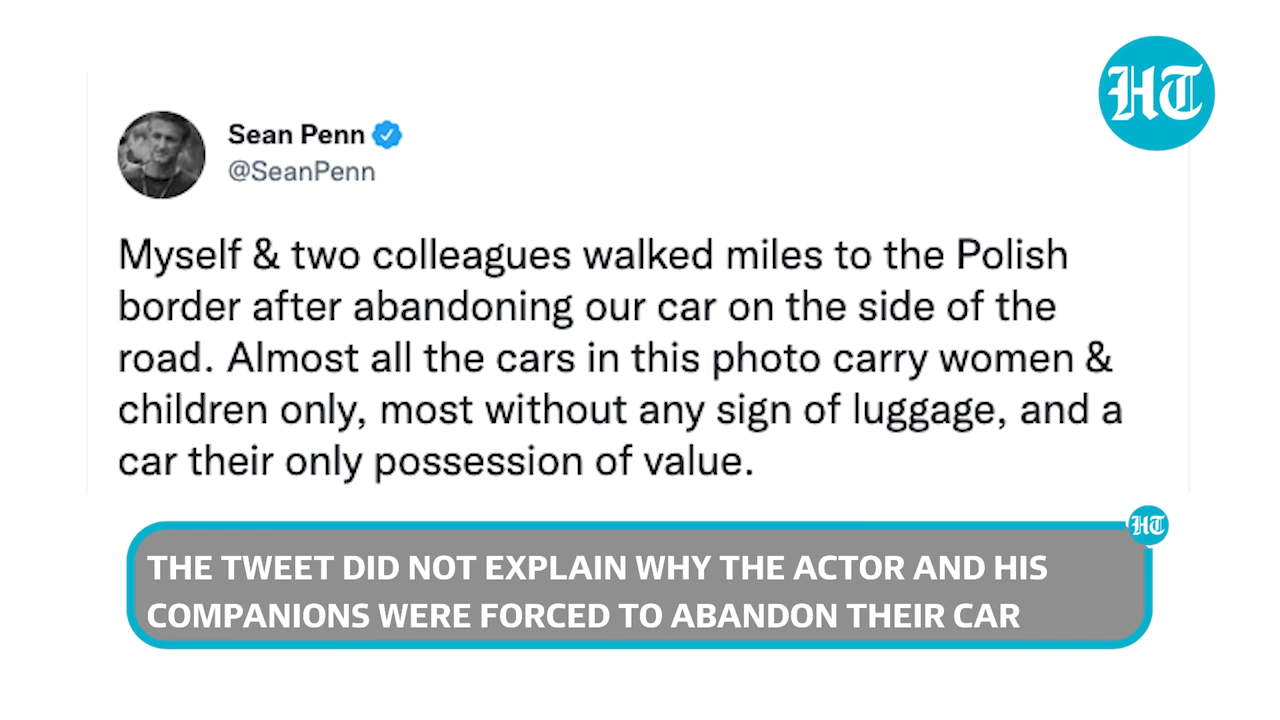 HT
Sean Penn
@SeanPenn
Myself & two colleagues walked miles to the Polish
border after abandoning our car on the side of the
road. Almost all the cars in this photo carry women &
children only, most without any sign of luggage, and a
car their only possession of value.
HT
THE TWEET DID NOT EXPLAIN WHY THE ACTOR AND HIS
COMPANIONS WERE FORCED TO ABANDON THEIR CAR